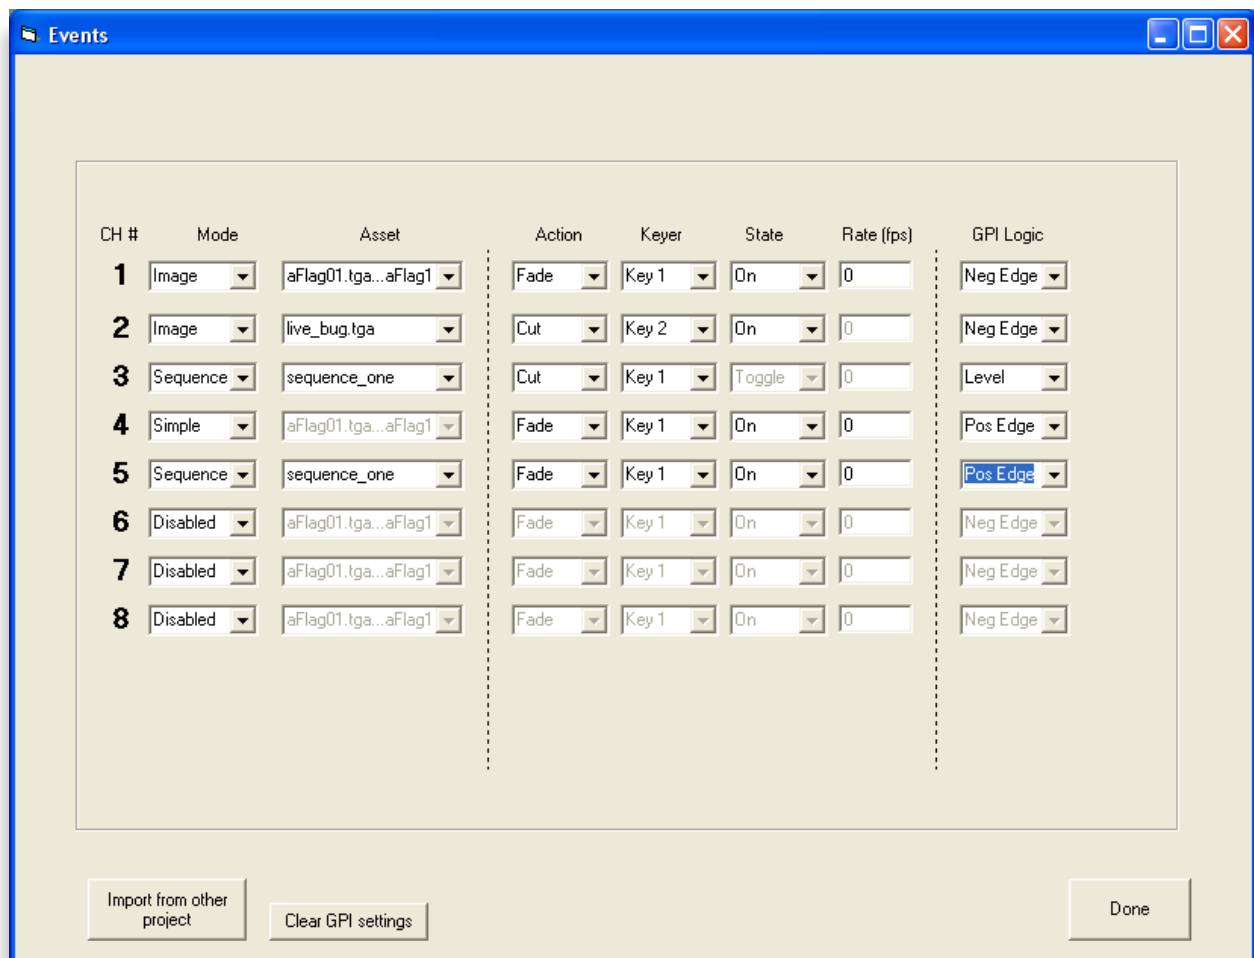 Events
CH # Mode Asset Action Keyer State Rate (fps) GPI Logic
1 Image aFlag01.tga...aFlag1 Fade Key 1 On 0 Neg Edge
2 Image live_bug.tga Cut Key 2 On 0 Neg Edge
3 Sequence sequence_one Cut Key 1 Toggle 0 Level
4 Simple aFlag01.tga...aFlag1 Fade Key 1 On 0 Pos Edge
5 Sequence sequence_one Fade Key 1 On 0 Pos Edge
6 Disabled aFlag01.tga...aFlag1 Fade Key 1 On 0 Neg Edge
7 Disabled aFlag01.tga...aFlag1 Fade Key 1 On 0 Neg Edge
8 Disabled aFlag01.tga...aFlag1 Fade Key 1 On 0 Neg Edge
Import from other
project
Clear GPI settings
Done